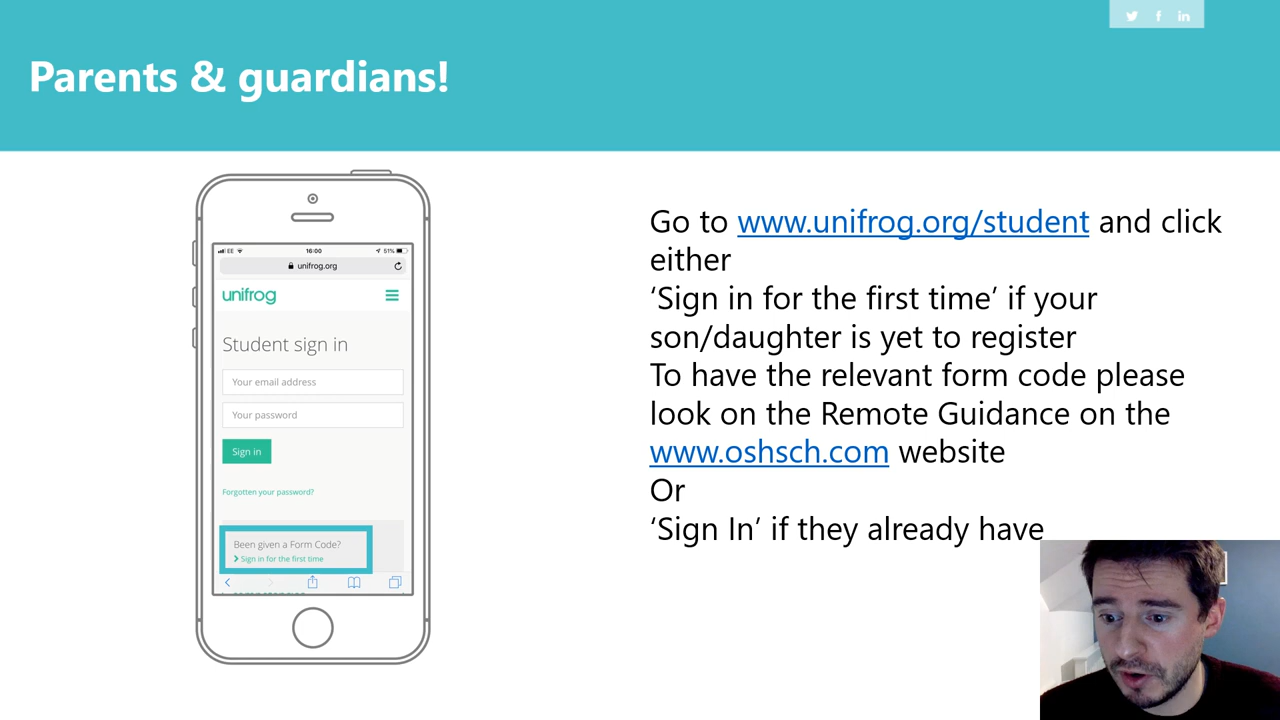 Parents & guardians!
EE 16:00 51%
unifrog.org
unifrog
Student sign in
Your email address
Your password
Sign in
Forgotten your password?
Been given a Form Code?
Sign in for the first time
Go to www.unifrog.org/student and click
either
‘Sign in for the first time’ if your
son/daughter is yet to register
To have the relevant form code please
look on the Remote Guidance on the
www.oshsch.com website
Or
‘Sign In’ if they already have